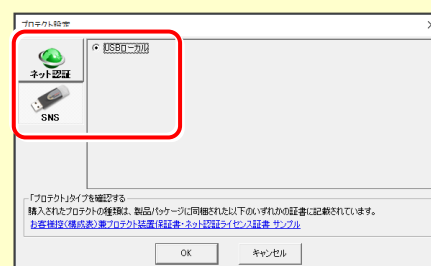 プロテクト設定
ネット認証
USBローカル
SNS
「プロテクト」タイプを確認する
購入されたプロテクトの種類は、製品パッケージに同梱された以下のいずれかの証書に記載されています。
お客様控(構成表)兼プロテクト装置保証書・ネット認証ライセンス証書 サンプル
OK
キャンセル